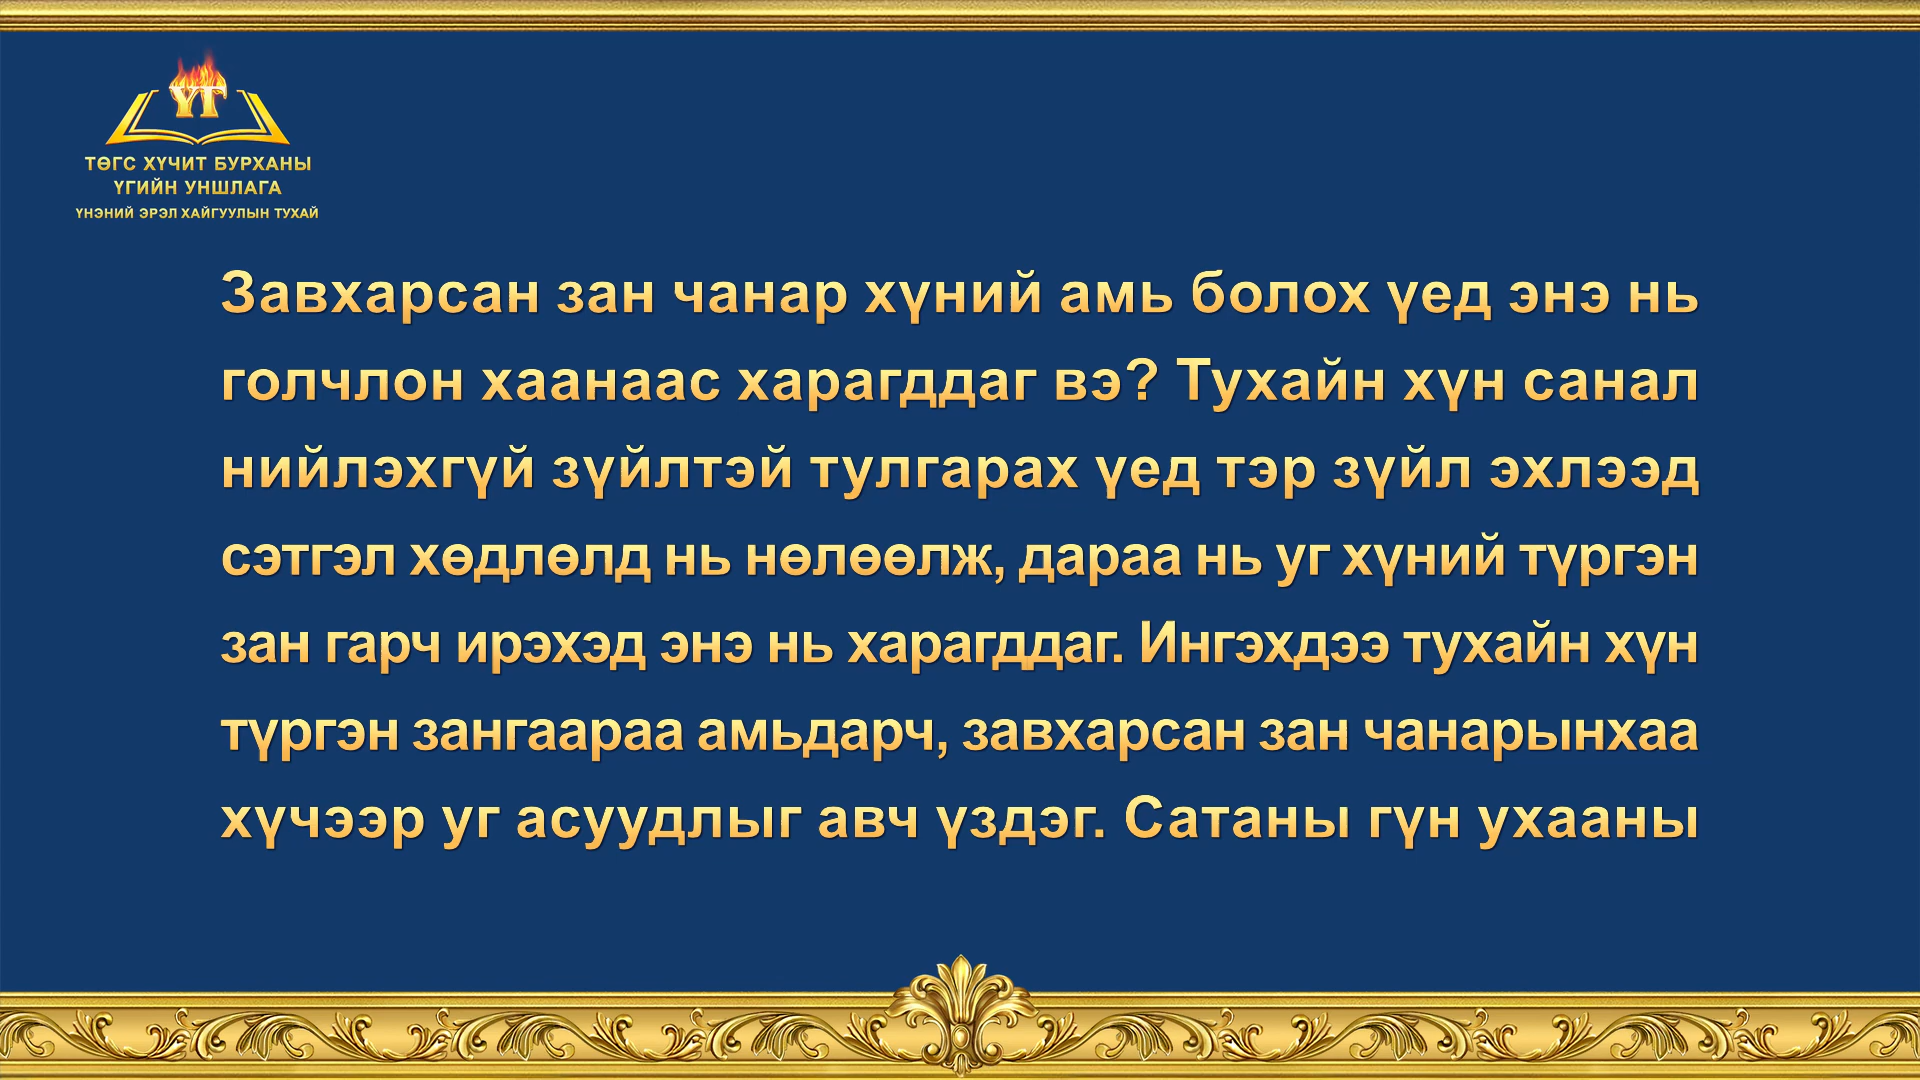 ҮГ
ТӨГС ХҮЧИТ БУРХАНЫ
ҮГИЙН УНШЛАГА
ҮНЭНИЙ ЭРЭЛ ХАЙГУУЛЫН ТУХАЙ
Завхарсан зан чанар хүний амь болох үед энэ нь
голчлон хаанаас харагддаг вэ? Тухайн хүн санал
нийлэхгүй зүйлтэй тулгарах үед тэр зүйл эхлээд
сэтгэл хөдлөлд нь нөлөөлж, дараа нь уг хүний түргэн
зан гарч ирэхэд энэ нь харагддаг. Ингэхдээ тухайн хүн
түргэн зангаараа амьдарч, завхарсан зан чанарынхаа
хүчээр уг асуудлыг авч үздэг. Сатаны гүн ухааны